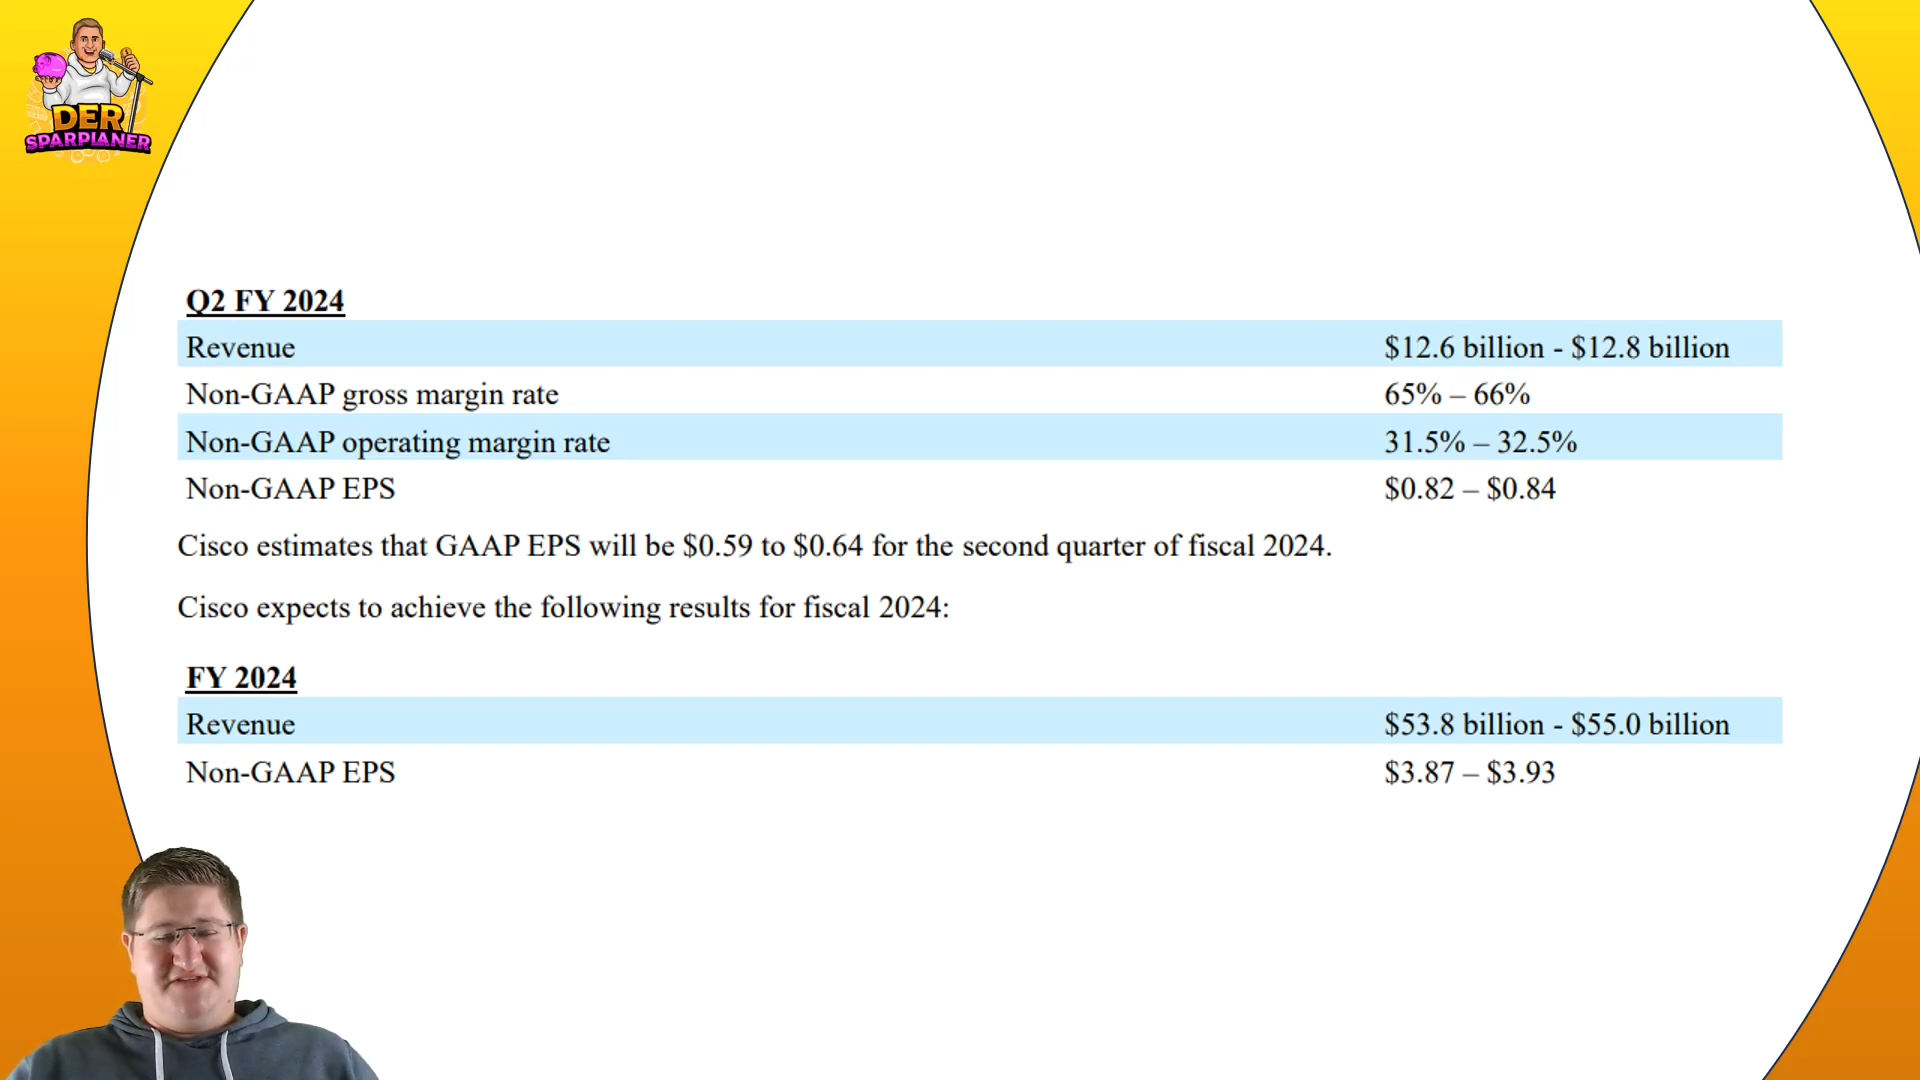 DER
SPARPLANER
Q2 FY 2024
Revenue $12.6 billion - $12.8 billion
Non-GAAP gross margin rate 65% – 66%
Non-GAAP operating margin rate 31.5% – 32.5%
Non-GAAP EPS $0.82 – $0.84
Cisco estimates that GAAP EPS will be $0.59 to $0.64 for the second quarter of fiscal 2024.
Cisco expects to achieve the following results for fiscal 2024:
FY 2024
Revenue $53.8 billion - $55.0 billion
Non-GAAP EPS $3.87 – $3.93